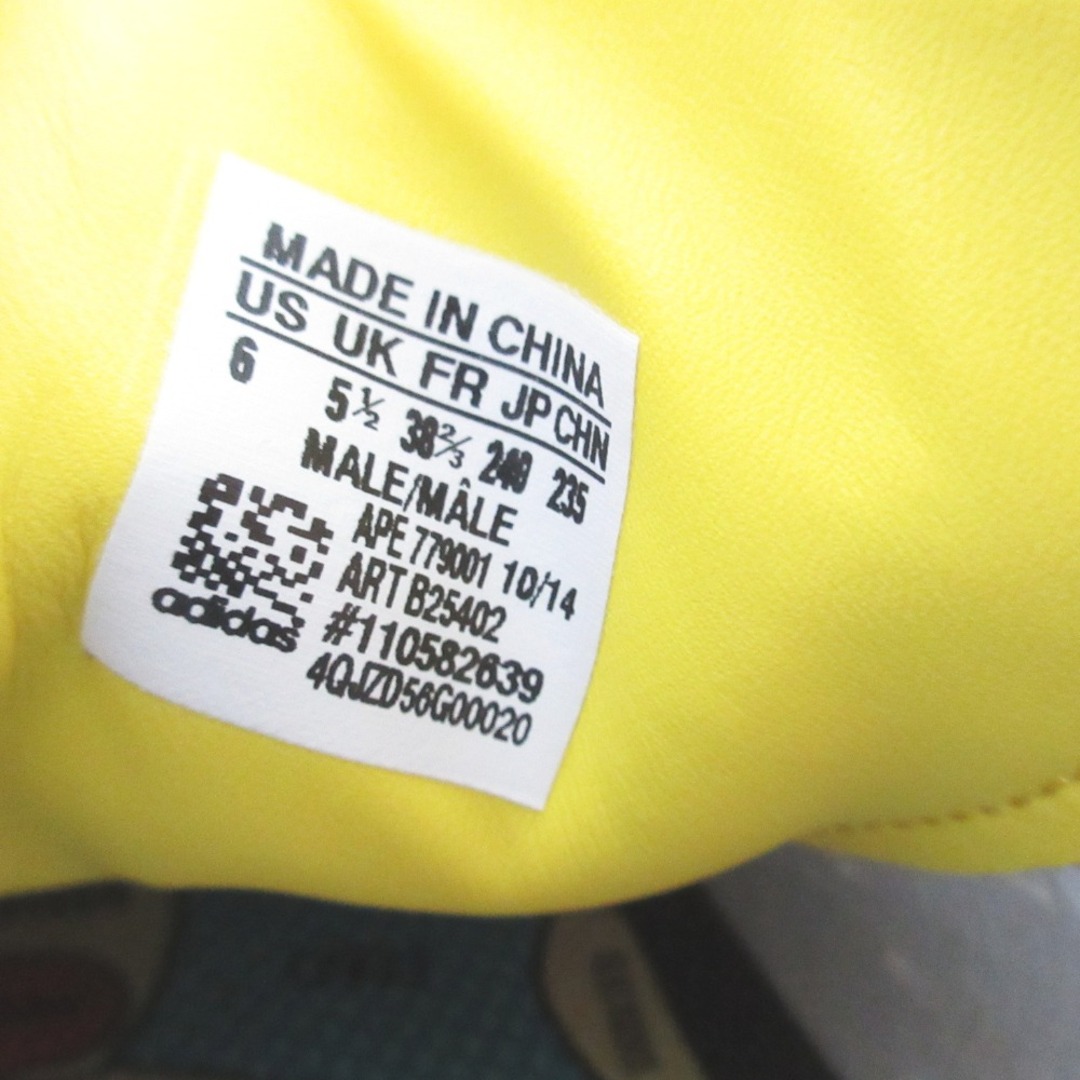 MADE IN CHINA
US UK FR JP CHN
6 5½ 38⅔ 240 235
MALE/MÂLE
APE 779001 10/14
ART B25402
#110582639
4QJZD56G00020
adidas